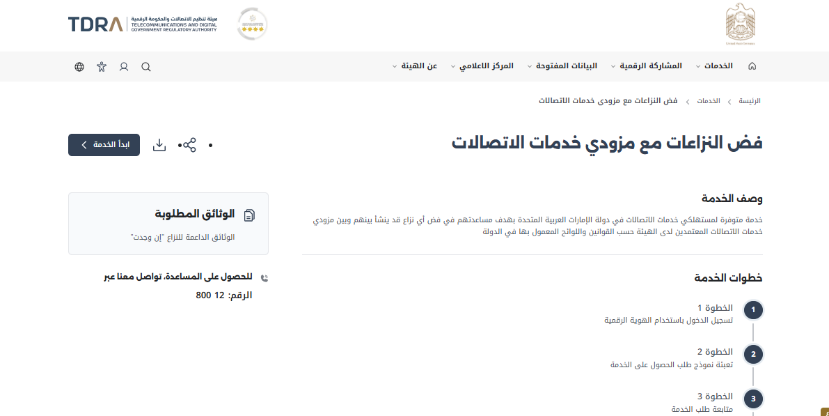 هيئة تنظيم الاتصالات والحكومة الرقمية
TDRA TELECOMMUNICATIONS AND DIGITAL
GOVERNMENT REGULATORY AUTHORITY
الخدمات المشاركة الرقمية البيانات المفتوحة المركز الاعلامي عن الهيئة
الرئيسة الخدمات فض النزاعات مع مزودي خدمات الاتصالات
فض النزاعات مع مزودي خدمات الاتصالات
ابدأ الخدمة
وصف الخدمة
خدمة متوفرة لمستهلكي خدمات الاتصالات في دولة الإمارات العربية المتحدة بهدف مساعدتهم في فض أي نزاع قد ينشأ بينهم وبين مزودي
خدمات الاتصالات المعتمدين لدى الهيئة حسب القوانين واللوائح المعمول بها في الدولة
خطوات الخدمة
1 الخطوة 1
تسجيل الدخول باستخدام الهوية الرقمية
2 الخطوة 2
تعبئة نموذج طلب الحصول على الخدمة
3 الخطوة 3
متابعة طلب الخدمة
الوثائق المطلوبة
الوثائق الداعمة للنزاع "إن وجدت"
للحصول على المساعدة، تواصل معنا عبر
الرقم: 12 800